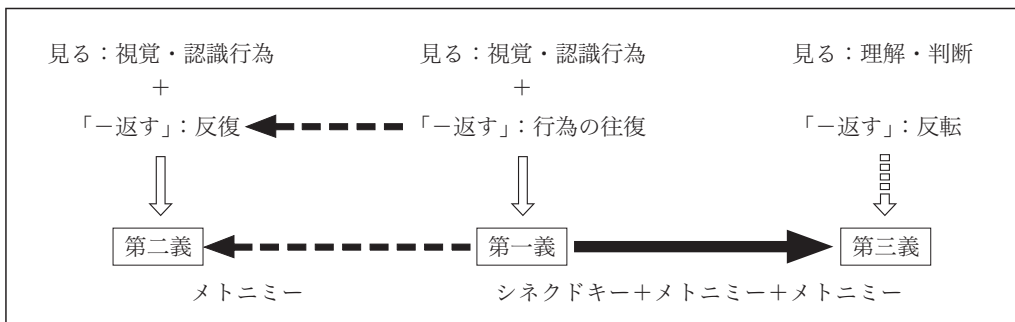 見る：視覚・認識行為　見る：視覚・認識行為　見る：理解・判断
＋　＋
「－返す」：反復　「－返す」：行為の往復　「－返す」：反転
第二義　第一義　第三義
メトニミー　シネクドキー＋メトニミー＋メトニミー